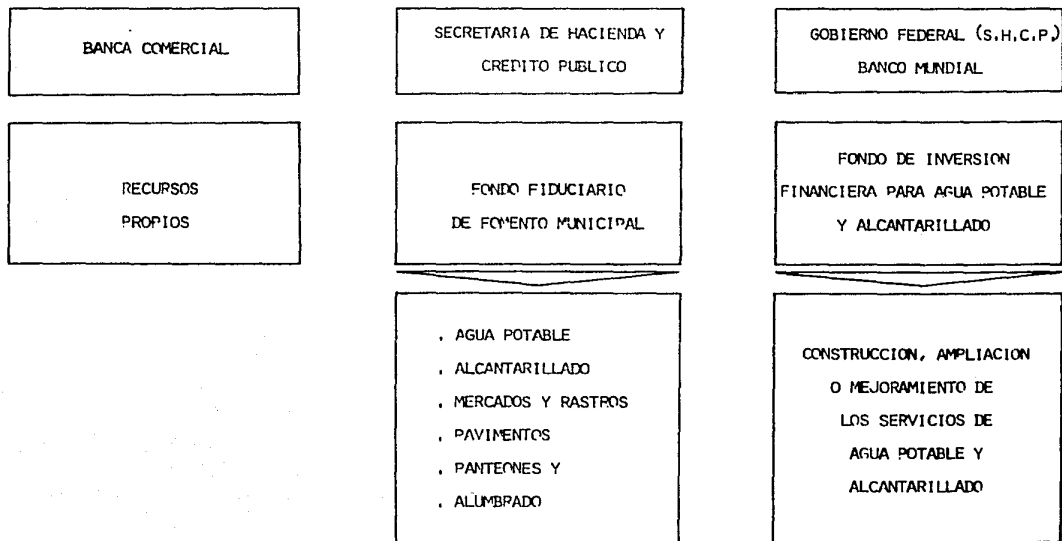 BANCA COMERCIAL
SECRETARIA DE HACIENDA Y
CREDITO PUBLICO
GOBIERNO FEDERAL (S.H.C.P.)
BANCO MUNDIAL
RECURSOS
PROPIOS
FONDO FIDUCIARIO
DE FOMENTO MUNICIPAL
FONDO DE INVERSION
FINANCIERA PARA AGUA POTABLE
Y ALCANTARILLADO
. AGUA POTABLE
. ALCANTARILLADO
. MERCADOS Y RASTROS
. PAVIMENTOS
. PANTEONES Y
. ALUMBRADO
CONSTRUCCION, AMPLIACION
O MEJORAMIENTO DE
LOS SERVICIOS DE
AGUA POTABLE Y
ALCANTARILLADO